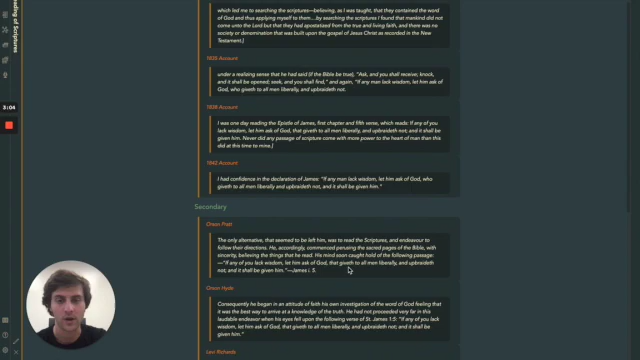 ading of Scriptures
3:04
which led me to searching the scriptures—believing, as I was taught, that they contained the word
of God and thus applying myself to them...by searching the scriptures I found that mankind did
not come unto the Lord but that they had apostatised from the true and living faith, and there was no
society or denomination that was built upon the gospel of Jesus Christ as recorded in the New
Testament.]
1835 Account
under a realizing sense that he had said (if the Bible be true), "Ask, and you shall receive; knock,
and it shall be opened; seek, and you shall find," and again, "If any man lack wisdom, let him ask of
God, who giveth to all men liberally, and upbraideth not.
1838 Account
I was one day reading the Epistle of James, first chapter and fifth verse, which reads: If any of you
lack wisdom, let him ask of God, that giveth to all men liberally, and upbraideth not; and it shall be
given him. Never did any passage of scripture come with more power to the heart of man than this
did at this time to mine.]
1842 Account
I had confidence in the declaration of James: "If any man lack wisdom, let him ask of God, who
giveth to all men liberally and upbraideth not, and it shall be given him."
Secondary
Orson Pratt
The only alternative, that seemed to be left him, was to read the Scriptures, and endeavour to
follow their directions. He, accordingly, commenced perusing the sacred pages of the Bible, with
sincerity, believing the things that he read. His mind soon caught hold of the following passage:
—"If any of you lack wisdom, let him ask of God, that giveth to all men liberally, and upbraideth
not; and it shall be given him."—James i. 5.
Orson Hyde
Consequently he began in an attitude of faith his own investigation of the word of God feeling that
it was the best way to arrive at a knowledge of the truth. He had not proceeded very far in this
laudable endeavor when his eyes fell upon the following verse of St. James 1:5: "If any of you lack
wisdom, let him ask of God, that giveth to all men liberally, and upbraideth not; and it shall be
given him."
Levi Richards